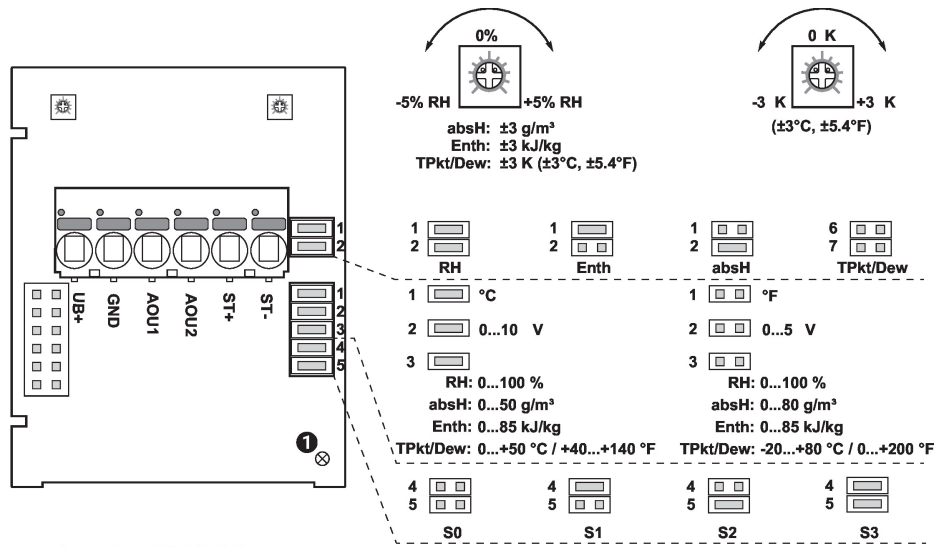 0%
-5% RH +5% RH
absH: ±3 g/m³
Enth: ±3 kJ/kg
TPkt/Dew: ±3 K (±3°C, ±5.4°F)
0 K
-3 K +3 K
(±3°C, ±5.4°F)
1
2
UB+
GND
AOU1
AOU2
ST+
ST-
1
2
3
4
5
1
1 1 1 6
2 2 2 7
RH Enth absH TPkt/Dew
1 °C 1 °F
2 0...10 V 2 0...5 V
3 3
RH: 0...100 % RH: 0...100 %
absH: 0...50 g/m³ absH: 0...80 g/m³
Enth: 0...85 kJ/kg Enth: 0...85 kJ/kg
TPkt/Dew: 0...+50 °C / +40...+140 °F TPkt/Dew: -20...+80 °C / 0...+200 °F
4 4 4 4
5 5 5 5
S0 S1 S2 S3